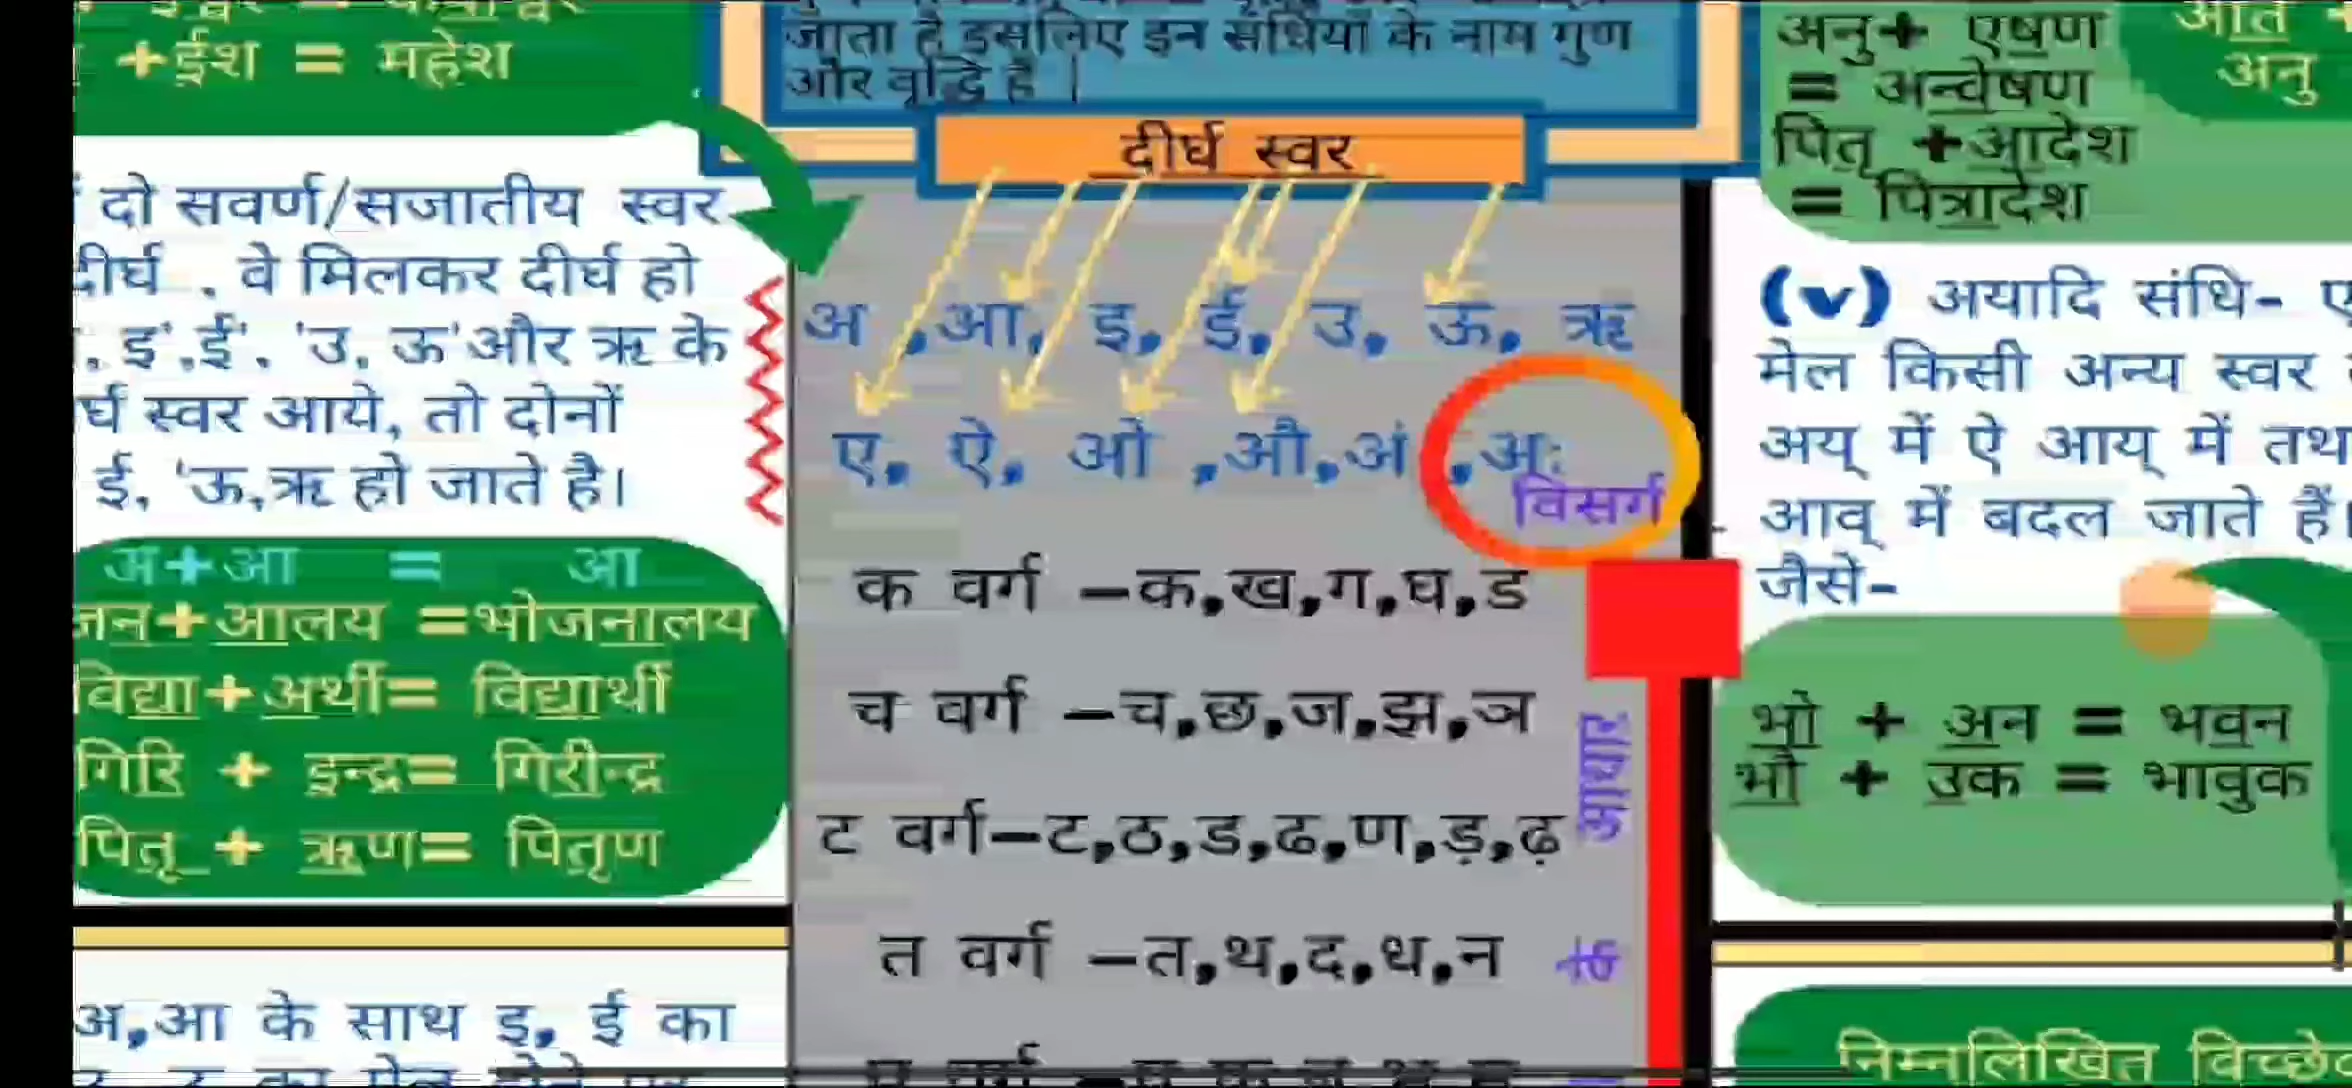 +ईश = महेश
दो सवर्ण/सजातीय स्वर
दीर्घ . वे मिलकर दीर्घ हो
, इ',ई', 'उ, ऊ'और ऋ के
स्वर आये, तो दोनों
ई, 'ऊ,ऋ हो जाते है।
अ+आ = आ
जन+आलय =भोजनालय
विद्या+अर्थी= विद्यार्थी
गिरि + इन्द्र= गिरीन्द्र
पितृ + ऋण= पितृण
अ,आ के साथ इ, ई का
जाता है इसलिए इन संधियों के नाम गुण
और वृद्धि हैं |
दीर्घ स्वर
अ ,आ, इ, ई, उ, ऊ, ऋ
ए, ऐ, ओ ,औ,अं ,अः
विसर्ग
क वर्ग –क,ख,ग,घ,ड
च वर्ग –च,छ,ज,झ,ञ
ट वर्ग–ट,ठ,ड,ढ,ण,ड़,ढ़
त वर्ग –त,थ,द,ध,न
के आधार
अनु+ एषण
= अन्वेषण
पितृ +आदेश
= पित्रादेश
अनु
(v) अयादि संधि-
मेल किसी अन्य स्वर
अय् में ऐ आय् में
आव् में बदल जाते हैं।
जैसे-
भो + अन = भवन
भौ + उक = भावुक
निम्नलिखित